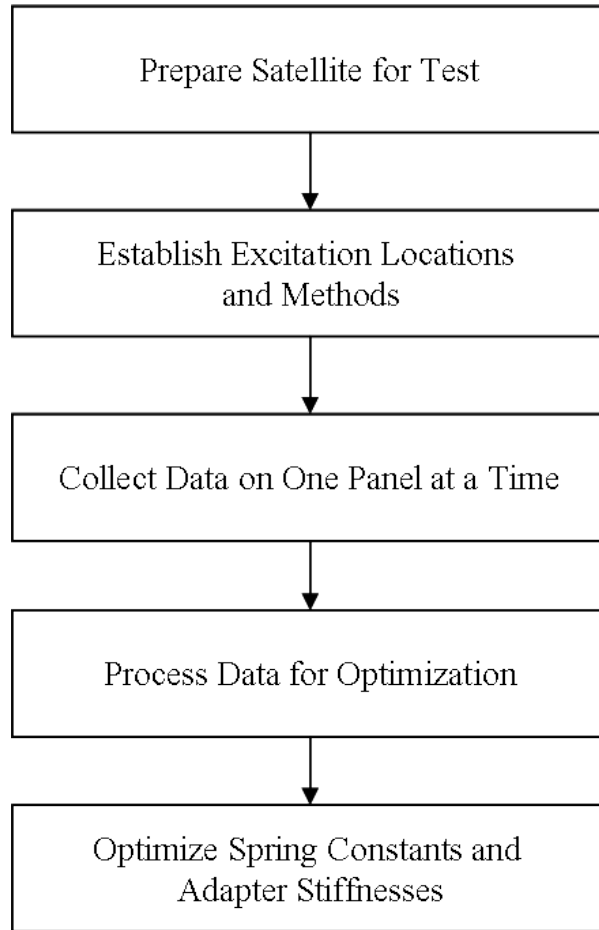 Prepare Satellite for Test
Establish Excitation Locations
and Methods
Collect Data on One Panel at a Time
Process Data for Optimization
Optimize Spring Constants and
Adapter Stiffnesses